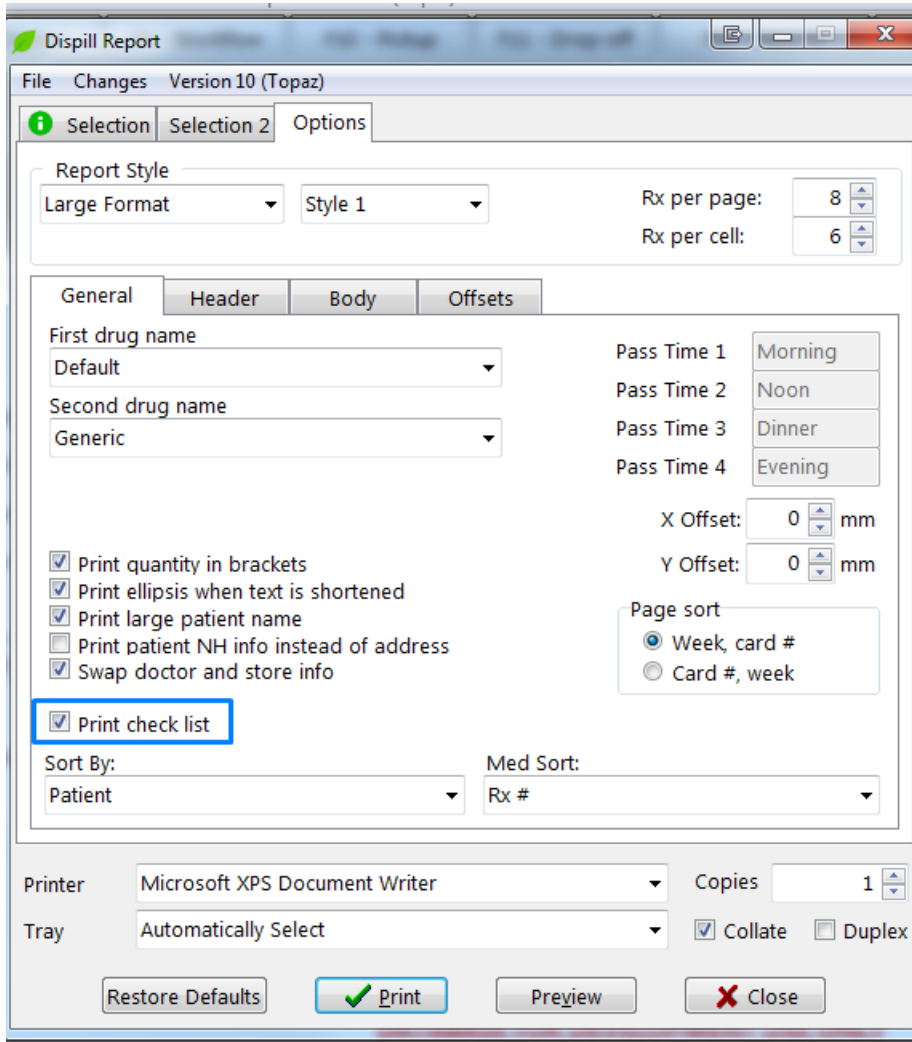 Dispill Report
File Changes Version 10 (Topaz)
Selection Selection 2 Options
Report Style
Large Format Style 1 Rx per page: 8
Rx per cell: 6
General Header Body Offsets
First drug name
Default
Pass Time 1 Morning
Second drug name
Pass Time 2 Noon
Generic
Pass Time 3 Dinner
Pass Time 4 Evening
X Offset: 0 mm
Y Offset: 0 mm
Print quantity in brackets
Print ellipsis when text is shortened
Print large patient name
Print patient NH info instead of address
Swap doctor and store info
Page sort
Week, card #
Card #, week
Print check list
Sort By: Med Sort:
Patient Rx #
Printer Microsoft XPS Document Writer Copies 1
Tray Automatically Select Collate Duplex
Restore Defaults Print Preview Close